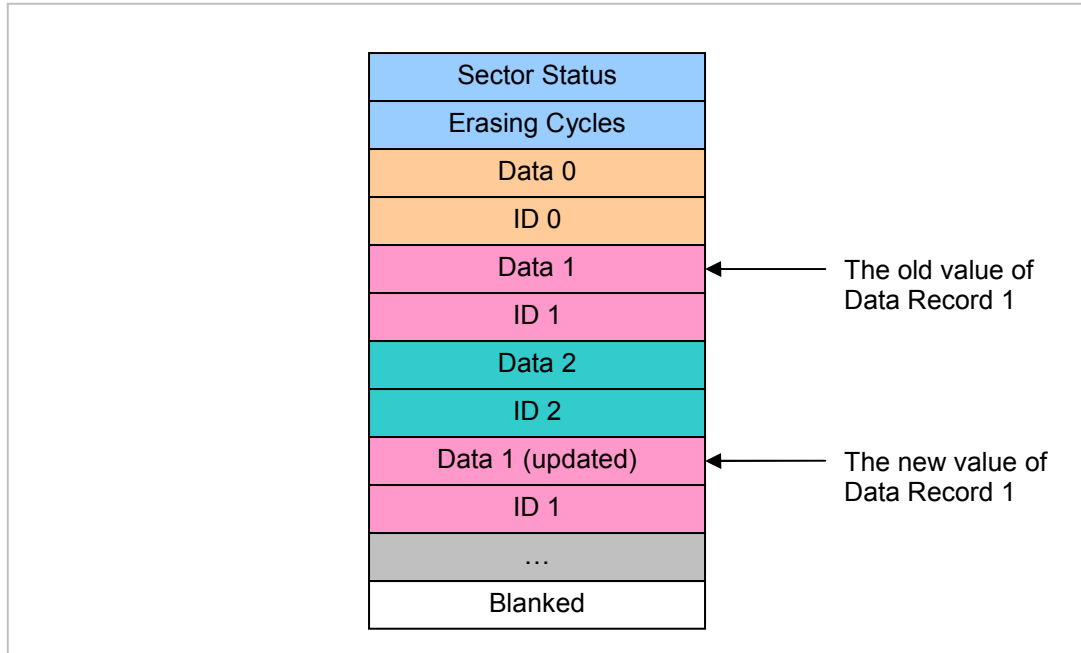 Sector Status
Erasing Cycles
Data 0
ID 0
Data 1
The old value of
Data Record 1
ID 1
Data 2
ID 2
Data 1 (updated)
The new value of
Data Record 1
ID 1
…
Blanked